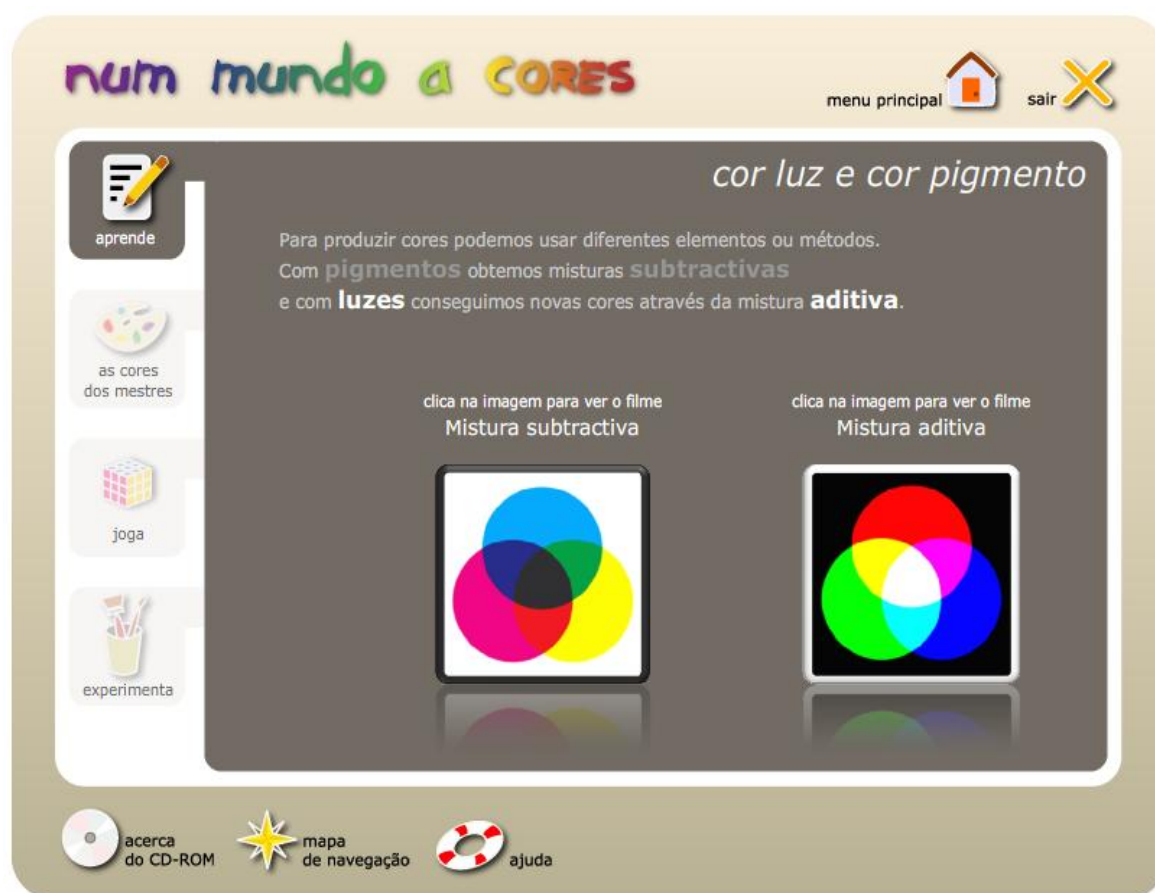 num mundo a CORES
menu principal
sair
aprende
cor luz e cor pigmento
Para produzir cores podemos usar diferentes elementos ou métodos.
Com pigmentos obtemos misturas subtractivas
e com luzes conseguimos novas cores através da mistura aditiva.
as cores
dos mestres
clica na imagem para ver o filme
Mistura subtractiva
clica na imagem para ver o filme
Mistura aditiva
joga
experimenta
acerca
do CD-ROM
mapa
de navegação
ajuda